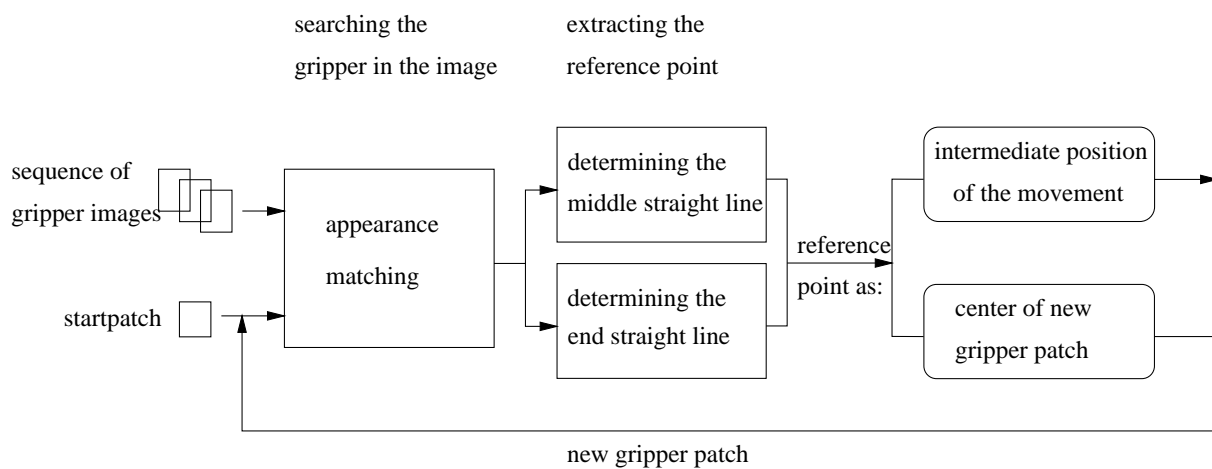 searching the
gripper in the image
extracting the
reference point
sequence of
gripper images
startpatch
appearance
matching
determining the
middle straight line
determining the
end straight line
reference
point as:
intermediate position
of the movement
center of new
gripper patch
new gripper patch